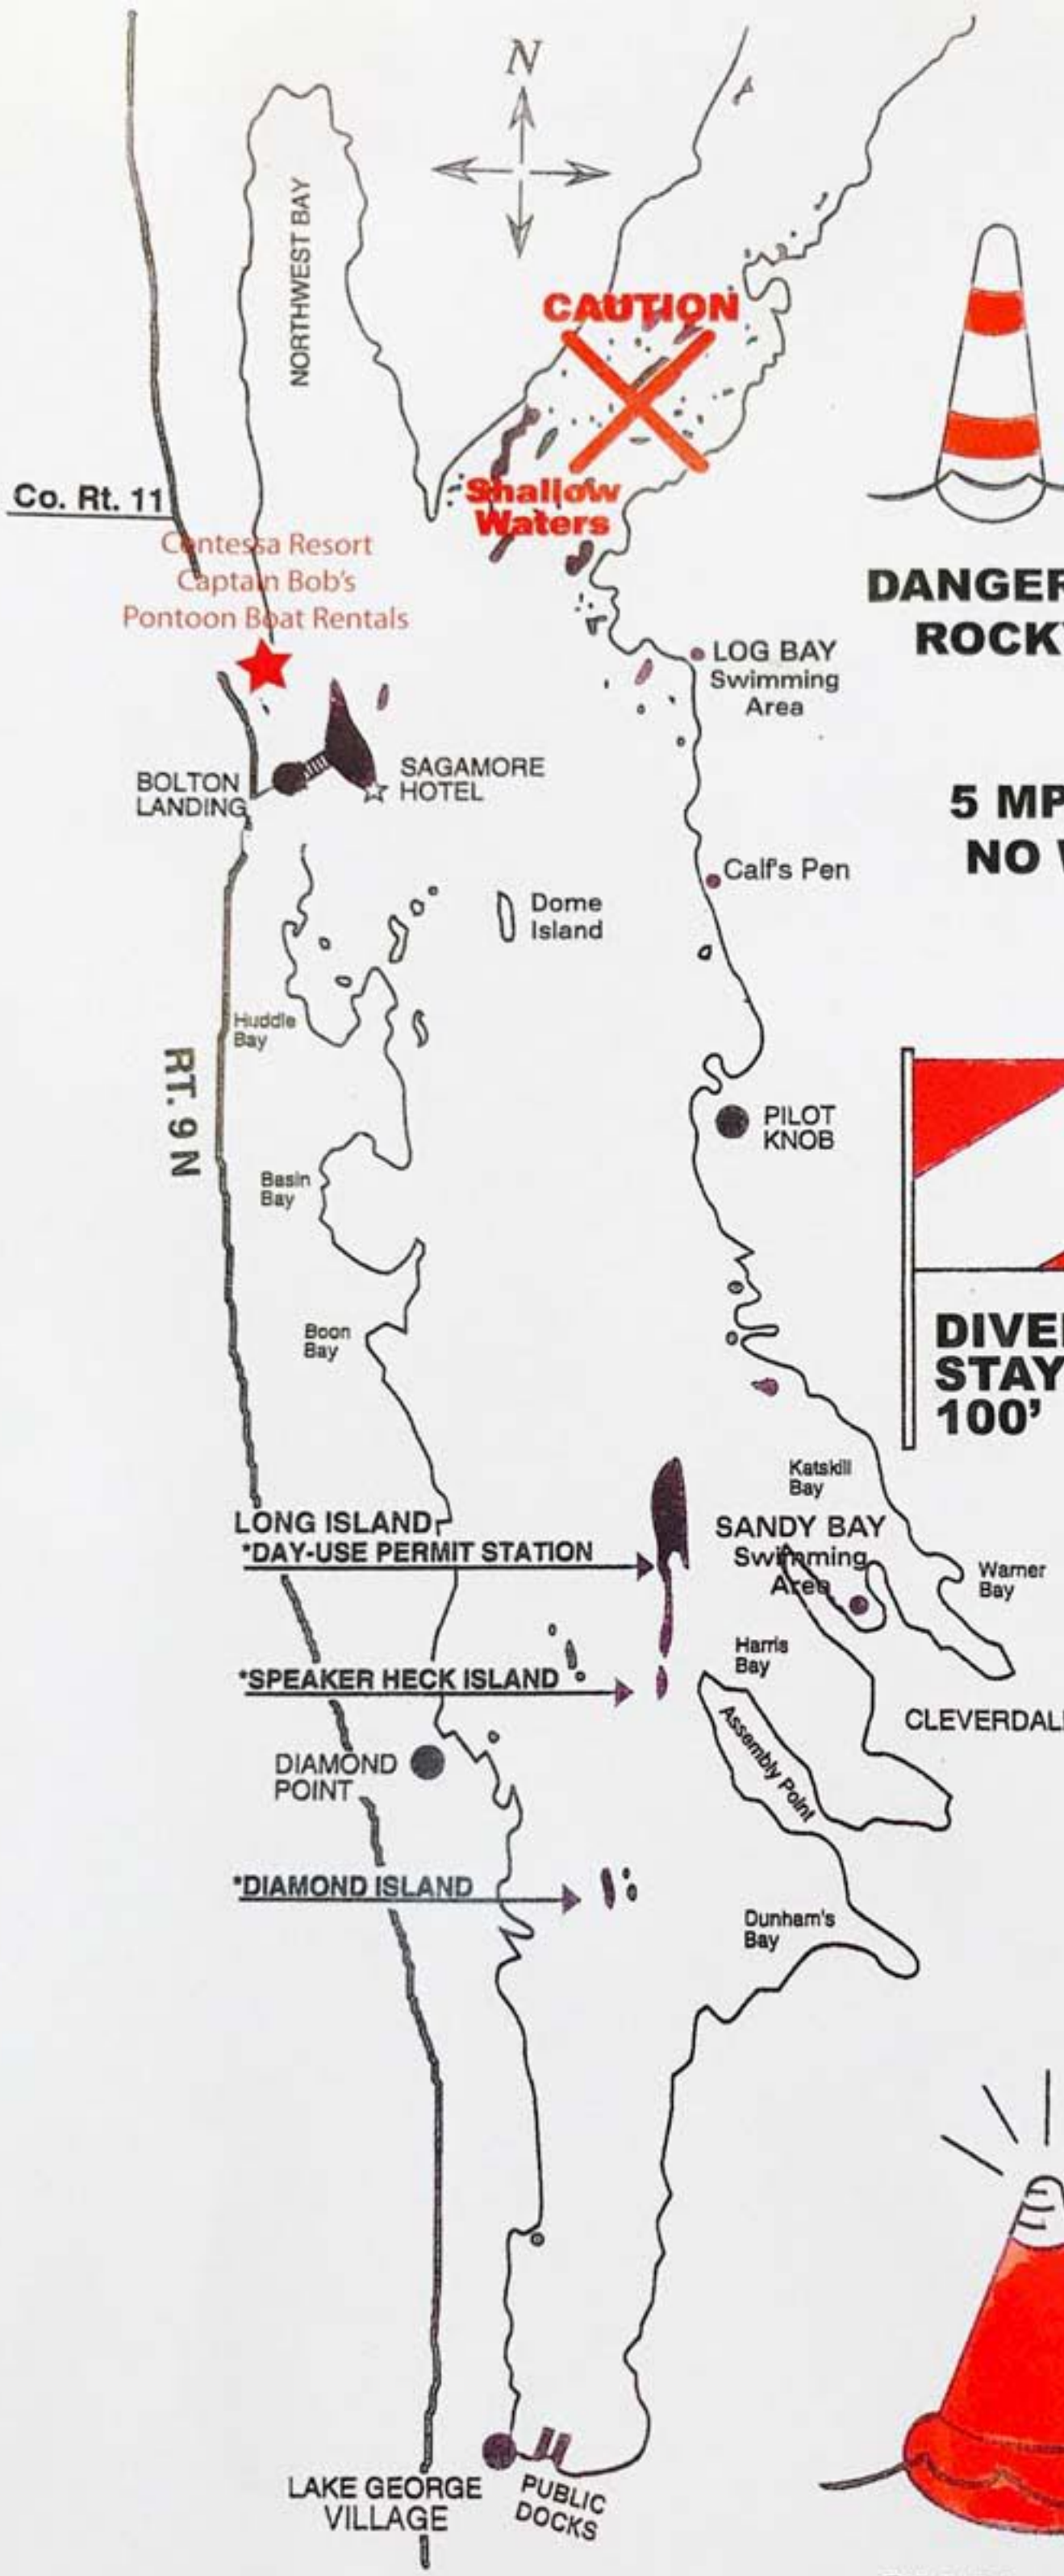 N
NORTHWEST BAY
CAUTION
Shallow
Waters
Co. Rt. 11
Contessa Resort
Captain Bob's
Pontoon Boat Rentals
DANGER
ROCK
LOG BAY
Swimming
Area
BOLTON
LANDING
SAGAMORE
HOTEL
5 MP
NO
Calf's Pen
Dome
Island
Huddle
Bay
RT. 9 N
PILOT
KNOB
Basin
Bay
Boon
Bay
DIVE
STAY
100'
Katskill
Bay
LONG ISLAND
*DAY-USE PERMIT STATION
SANDY BAY
Swimming
Area
Warner
Bay
Harris
Bay
*SPEAKER HECK ISLAND
CLEVERDAL
Assembly Point
DIAMOND
POINT
*DIAMOND ISLAND
Dunham's
Bay
LAKE GEORGE
VILLAGE
PUBLIC
DOCKS